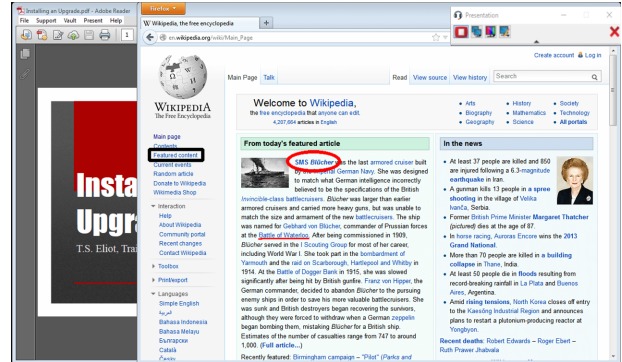 Installing an Upgrade.pdf - Adobe Reader
File Support Vault Present Help
1
Insta
Upgr
T.S. Eliot, Trai
Firefox
Wikipedia, the free encyclopedia
+
en.wikipedia.org/wiki/Main_Page
Presentation
Create account Log in
WIKIPEDIA
The Free Encyclopedia
Main page
Contents
Featured content
Current events
Random article
Donate to Wikipedia
Wikimedia Shop
Interaction
Help
About Wikipedia
Community portal
Recent changes
Contact Wikipedia
Toolbox
Print/export
Languages
Simple English
العربية
Bahasa Indonesia
Bahasa Melayu
Български
Català
Česky
Main Page Talk
Read View source View history Search
Welcome to Wikipedia,
the free encyclopedia that anyone can edit.
4,207,664 articles in English
Arts
History
Society
Biography
Mathematics
Technology
Geography
Science
All portals
From today's featured article
SMS Blücher was the last armored cruiser built
by the Imperial German Navy. She was designed
to match what German intelligence incorrectly
believed to be the specifications of the British
Invincible-class battlecruisers. Blücher was larger than earlier
armored cruisers and carried more heavy guns, but was unable to
match the size and armament of the new battlecruisers. The ship
was named for Gebhard von Blücher, commander of Prussian forces
at the Battle of Waterloo. After being commissioned in 1909,
Blücher served in the I Scouting Group for most of her career,
including World War I. She took part in the bombardment of
Yarmouth and the raid on Scarborough, Hartlepool and Whitby in
1914. At the Battle of Dogger Bank in 1915, she was slowed
significantly after being hit by British gunfire. Franz von Hipper, the
German commander, decided to abandon Blücher to the pursuing
enemy ships in order to save his more valuable battlecruisers. She
was sunk and British destroyers began recovering the survivors,
although they were forced to withdraw when a German zeppelin
began bombing them, mistaking Blücher for a British ship.
Estimates of the number of casualties range from 747 to around
1,000. (Full article...)
Recently featured: Birmingham campaign – "Pilot" (Parks and
In the news
At least 37 people are killed and 850
are injured following a 6.3-magnitude
earthquake in Iran.
A gunman kills 13 people in a spree
shooting in the village of Velika
Ivanča, Serbia.
Former British Prime Minister Margaret Thatcher
(pictured) dies at the age of 87.
In horse racing, Auroras Encore wins the 2013
Grand National.
More than 70 people are killed in a building
collapse in Thane, India.
At least 50 people die in floods resulting from
record-breaking rainfall in La Plata and Buenos
Aires, Argentina.
Amid rising tensions, North Korea closes off entry
to the Kaesŏng Industrial Region and announces
plans to restart a plutonium-producing reactor at
Yongbyon.
Recent deaths: Robert Edwards – Roger Ebert –
Ruth Prawer Jhabvala